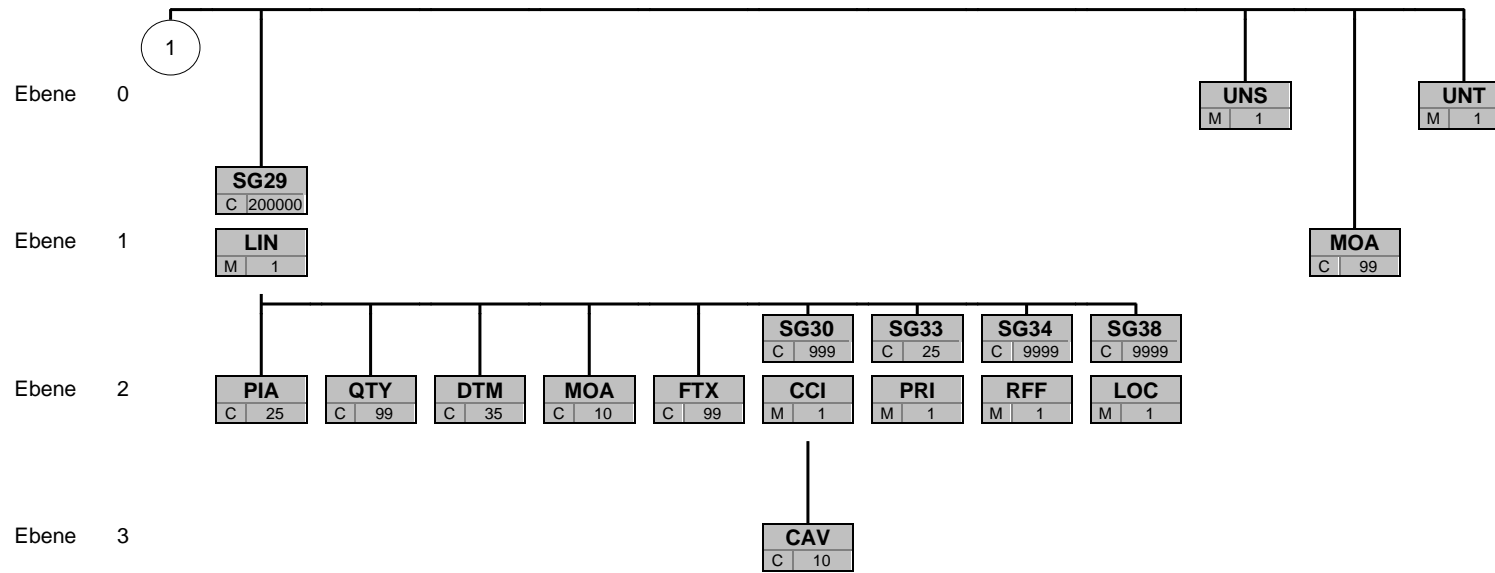 1
Ebene 0
UNS
M 1
UNT
M 1
SG29
C 200000
Ebene 1
LIN
M 1
MOA
C 99
SG30
C 999
SG33
C 25
SG34
C 9999
SG38
C 9999
Ebene 2
PIA
C 25
QTY
C 99
DTM
C 35
MOA
C 10
FTX
C 99
CCI
M 1
PRI
M 1
RFF
M 1
LOC
M 1
Ebene 3
CAV
C 10